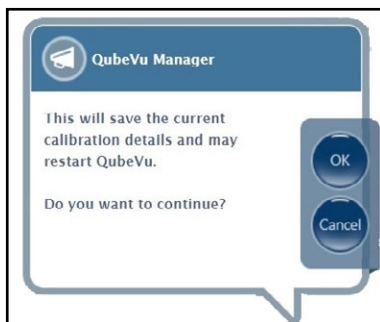 QubeVu Manager
This will save the current
calibration details and may
restart QubeVu.
Do you want to continue?
OK
Cancel